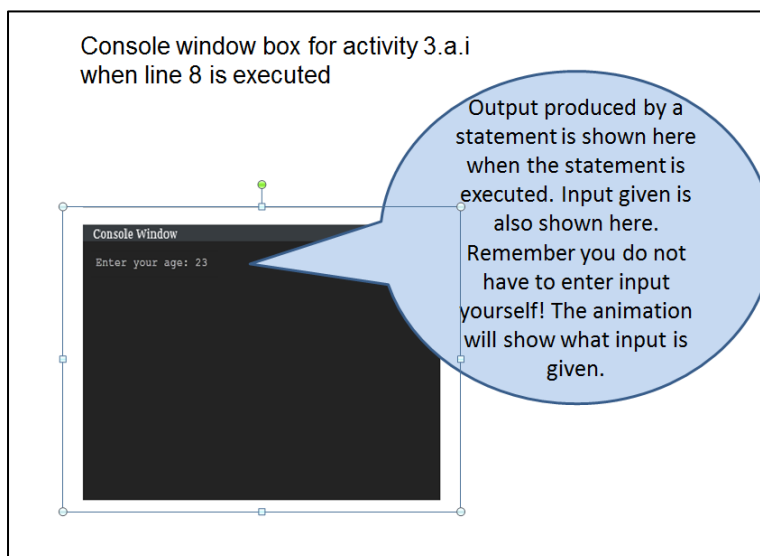 Console window box for activity 3.a.i
when line 8 is executed
Output produced by a
statement is shown here
when the statement is
executed. Input given is
also shown here.
Remember you do not
have to enter input
yourself! The animation
will show what input is
given.
Console Window
Enter your age: 23